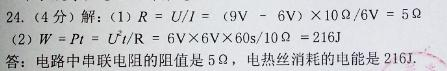 24.(4分)解:(1) R = U/I = (9V - 6V)×10Ω/6V = 5Ω
(2) W = Pt = U²t/R = 6V×6V×60s/10Ω =216J
答:电路中串联电阻的阻值是5Ω,电热丝消耗的电能是216J.